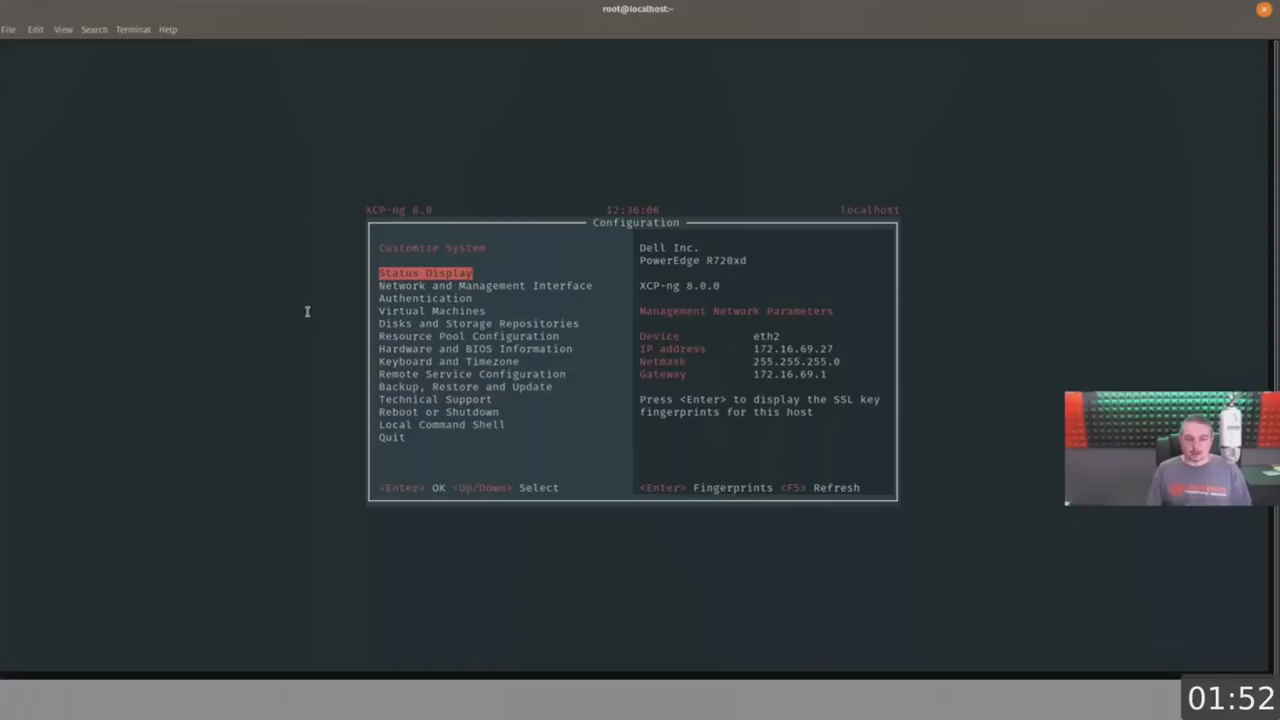 root@localhost:~
File Edit View Search Terminal Help
XCP-ng 8.0 12:36:06 localhost
Configuration
Customize System
Status Display
Network and Management Interface
Authentication
Virtual Machines
Disks and Storage Repositories
Resource Pool Configuration
Hardware and BIOS Information
Keyboard and Timezone
Remote Service Configuration
Backup, Restore and Update
Technical Support
Reboot or Shutdown
Local Command Shell
Quit
<Enter> OK <Up/Down> Select
Dell Inc.
PowerEdge R720xd
XCP-ng 8.0.0
Management Network Parameters
Device eth2
IP address 172.16.69.27
Netmask 255.255.255.0
Gateway 172.16.69.1
Press <Enter> to display the SSL key
fingerprints for this host
<Enter> Fingerprints <F5> Refresh
01:52